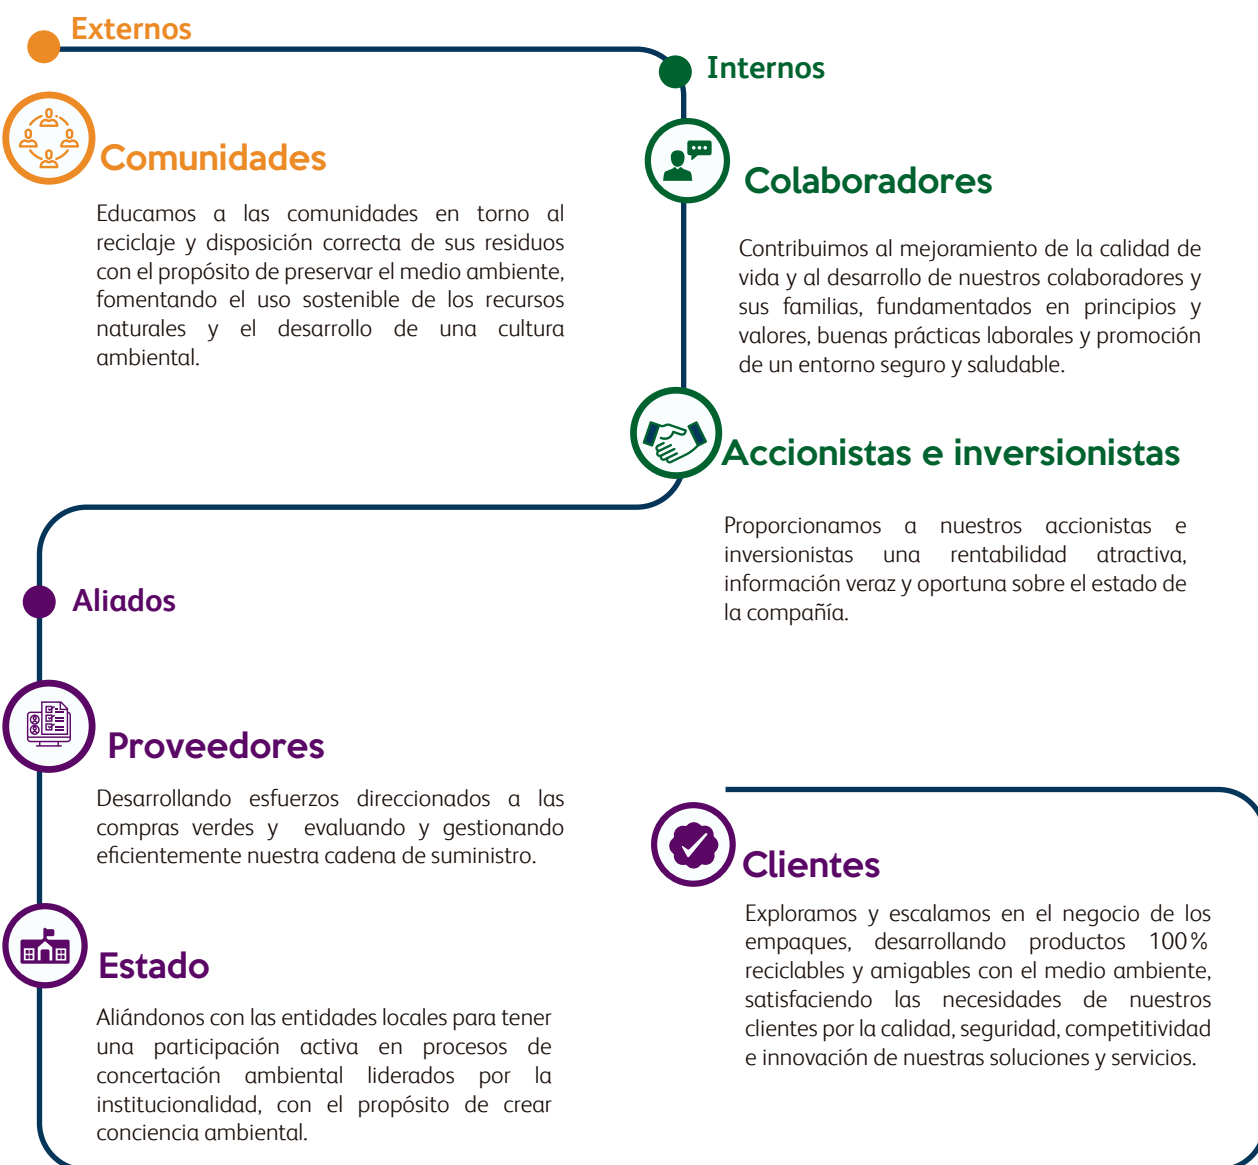 Externos
Comunidades
Educamos a las comunidades en torno al
reciclaje y disposición correcta de sus residuos
con el propósito de preservar el medio ambiente,
fomentando el uso sostenible de los recursos
naturales y el desarrollo de una cultura
ambiental.
Internos
Colaboradores
Contribuimos al mejoramiento de la calidad de
vida y al desarrollo de nuestros colaboradores y
sus familias, fundamentados en principios y
valores, buenas prácticas laborales y promoción
de un entorno seguro y saludable.
Accionistas e inversionistas
Proporcionamos a nuestros accionistas e
inversionistas una rentabilidad atractiva,
información veraz y oportuna sobre el estado de
la compañía.
Aliados
Proveedores
Desarrollando esfuerzos direccionados a las
compras verdes y evaluando y gestionando
eficientemente nuestra cadena de suministro.
Estado
Aliándonos con las entidades locales para tener
una participación activa en procesos de
concertación ambiental liderados por la
institucionalidad, con el propósito de crear
conciencia ambiental.
Clientes
Exploramos y escalamos en el negocio de los
empaques, desarrollando productos 100%
reciclables y amigables con el medio ambiente,
satisfaciendo las necesidades de nuestros
clientes por la calidad, seguridad, competitividad
e innovación de nuestras soluciones y servicios.